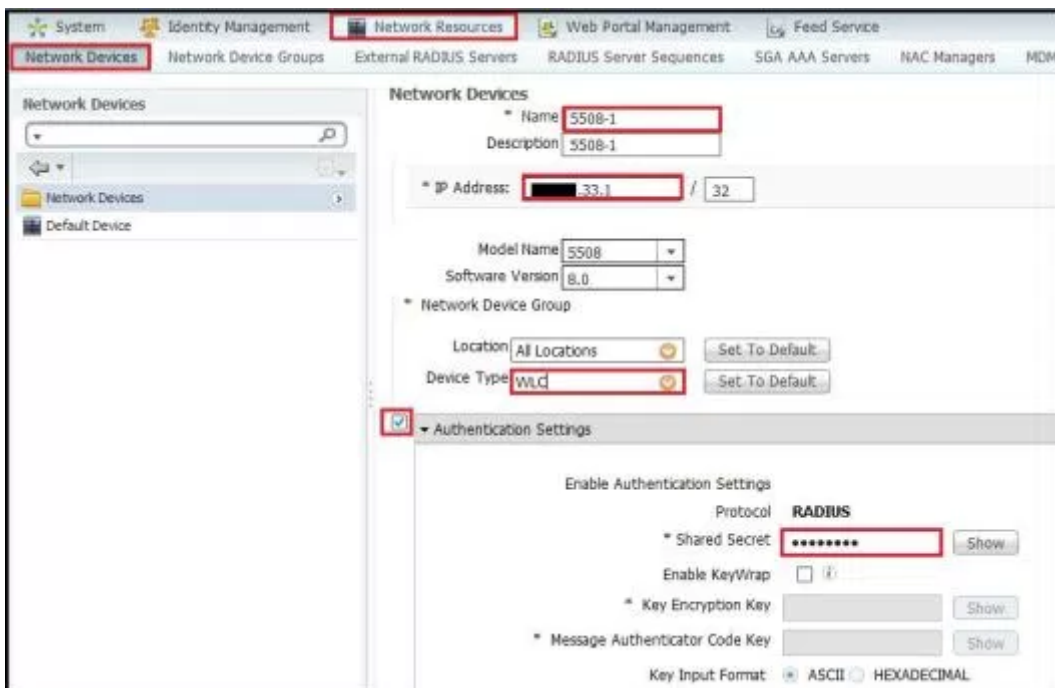 System Identity Management Network Resources Web Portal Management Feed Service
Network Devices Network Device Groups External RADIUS Servers RADIUS Server Sequences SGA AAA Servers NAC Managers MDM
Network Devices
Network Devices
Default Device
Network Devices
* Name 5508-1
Description 5508-1
* IP Address: .33.1 / 32
Model Name 5508
Software Version 8.0
* Network Device Group
Location All Locations Set To Default
Device Type WLC Set To Default
Authentication Settings
Enable Authentication Settings
Protocol RADIUS
* Shared Secret •••••••• Show
Enable KeyWrap
* Key Encryption Key Show
* Message Authenticator Code Key Show
Key Input Format ASCII HEXADECIMAL